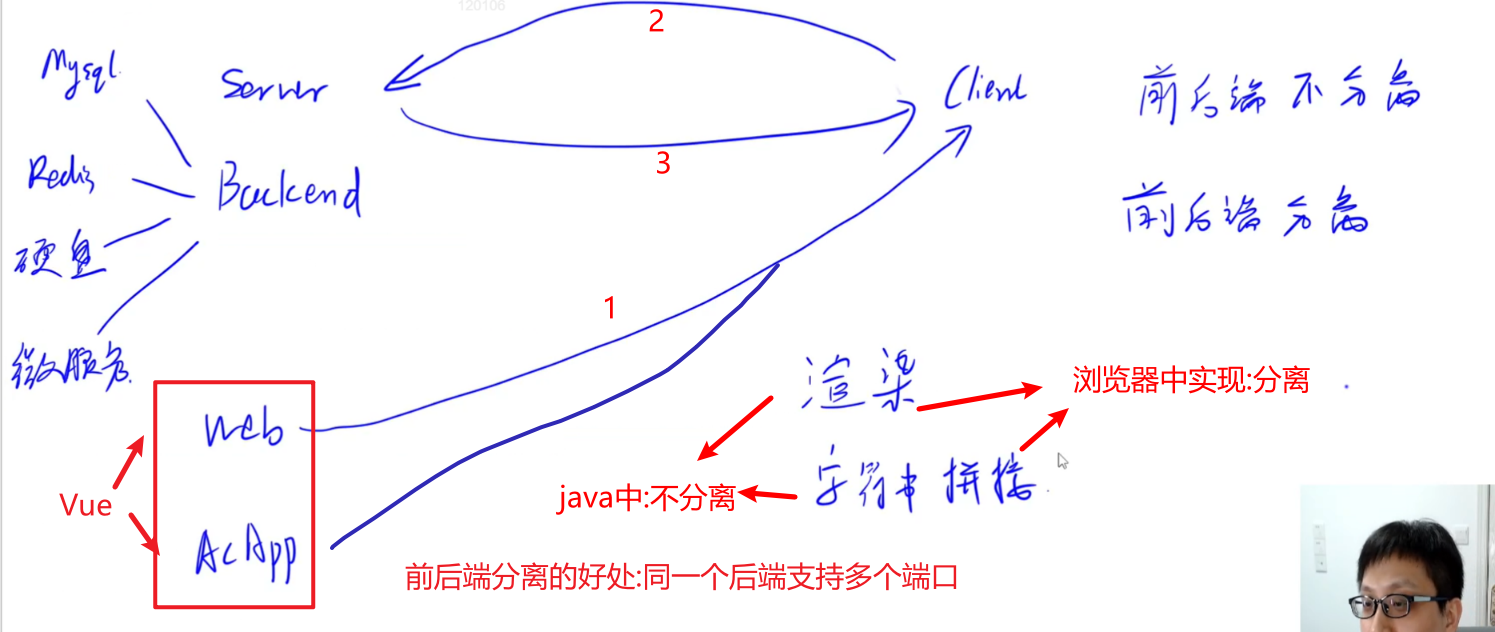 120106
2
Mysql
Server
Client
前后端 不分离
3
Redis
Backend
前后端 分离
硬盘
1
微服务
渲染
浏览器中实现:分离
Web
字符串 拼接
Vue
java中:不分离
AcApp
前后端分离的好处:同一个后端支持多个端口